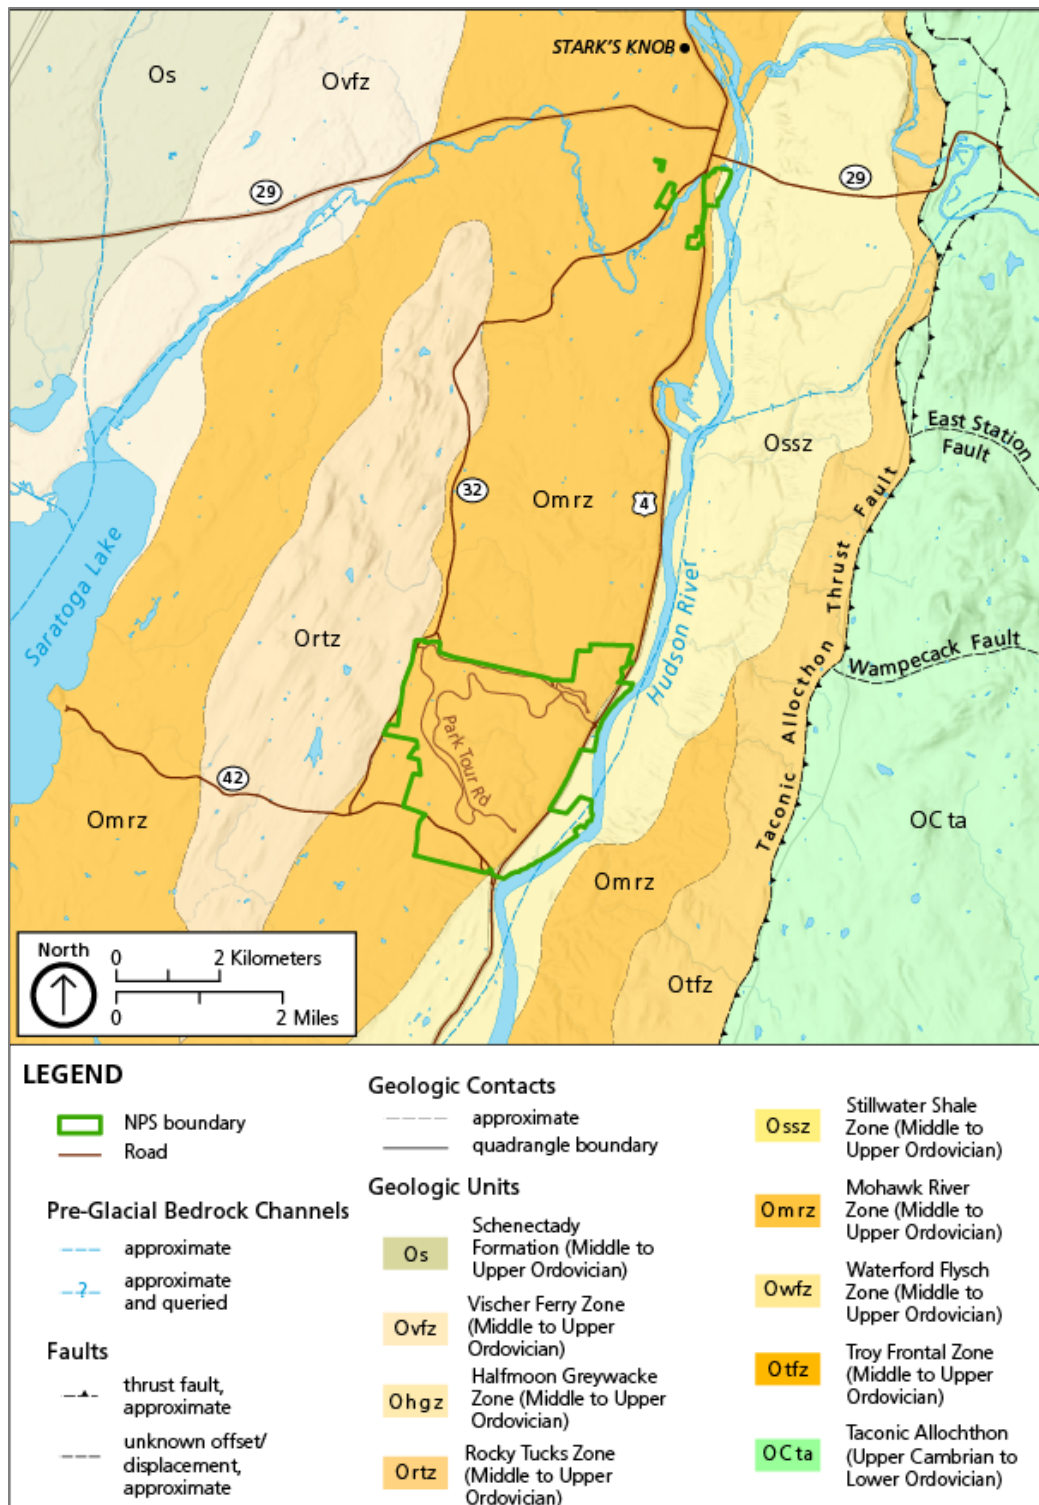 STARK'S KNOB
Os
Ovfz
29
29
Ossz
East Station
Fault
32
Omrz
4
Saratoga Lake
Ortz
Hudson River
Taconic Allocthon Thrust Fault
Wampecack Fault
Park Tour Rd
42
Omrz
OCta
Omrz
Otfz
North
0 2 Kilometers
0 2 Miles
LEGEND
NPS boundary
Road
Pre-Glacial Bedrock Channels
approximate
?
approximate
and queried
Faults
thrust fault,
approximate
unknown offset/
displacement,
approximate
Geologic Contacts
approximate
quadrangle boundary
Geologic Units
Os
Schenectady
Formation (Middle to
Upper Ordovician)
Ovfz
Vischer Ferry Zone
(Middle to Upper
Ordovician)
Ohgz
Halfmoon Greywacke
Zone (Middle to Upper
Ordovician)
Ortz
Rocky Tucks Zone
(Middle to Upper
Ordovician)
Ossz
Stillwater Shale
Zone (Middle to
Upper Ordovician)
Omrz
Mohawk River
Zone (Middle to
Upper Ordovician)
Owfz
Waterford Flysch
Zone (Middle to
Upper Ordovician)
Otfz
Troy Frontal Zone
(Middle to Upper
Ordovician)
OCta
Taconic Allochthon
(Upper Cambrian to
Lower Ordovician)